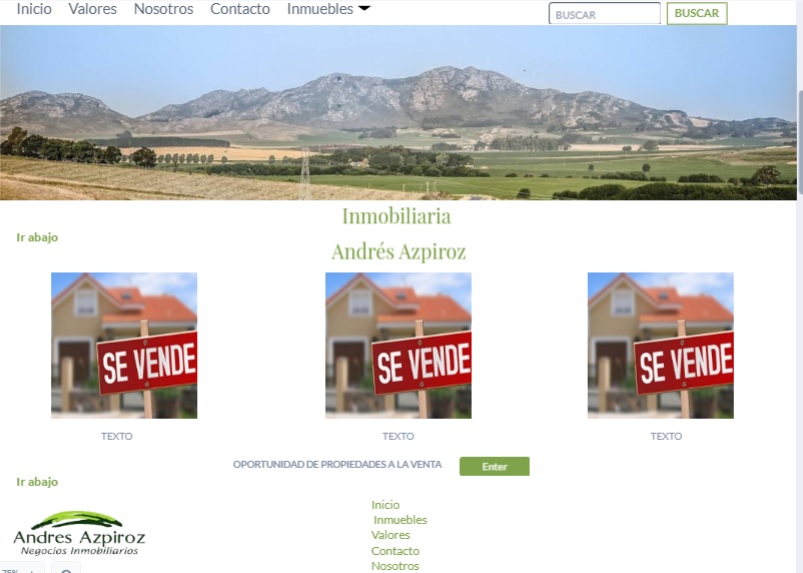 Inicio Valores Nosotros Contacto Inmuebles
BUSCAR BUSCAR
Inmobiliaria
Ir abajo
Andrés Azpiroz
SE VENDE SE VENDE SE VENDE
TEXTO TEXTO TEXTO
OPORTUNIDAD DE PROPIEDADES A LA VENTA Enter
Ir abajo
Inicio
Andres Azpiroz
Negocios Inmobiliarios
Inmuebles
Valores
Contacto
Nosotros